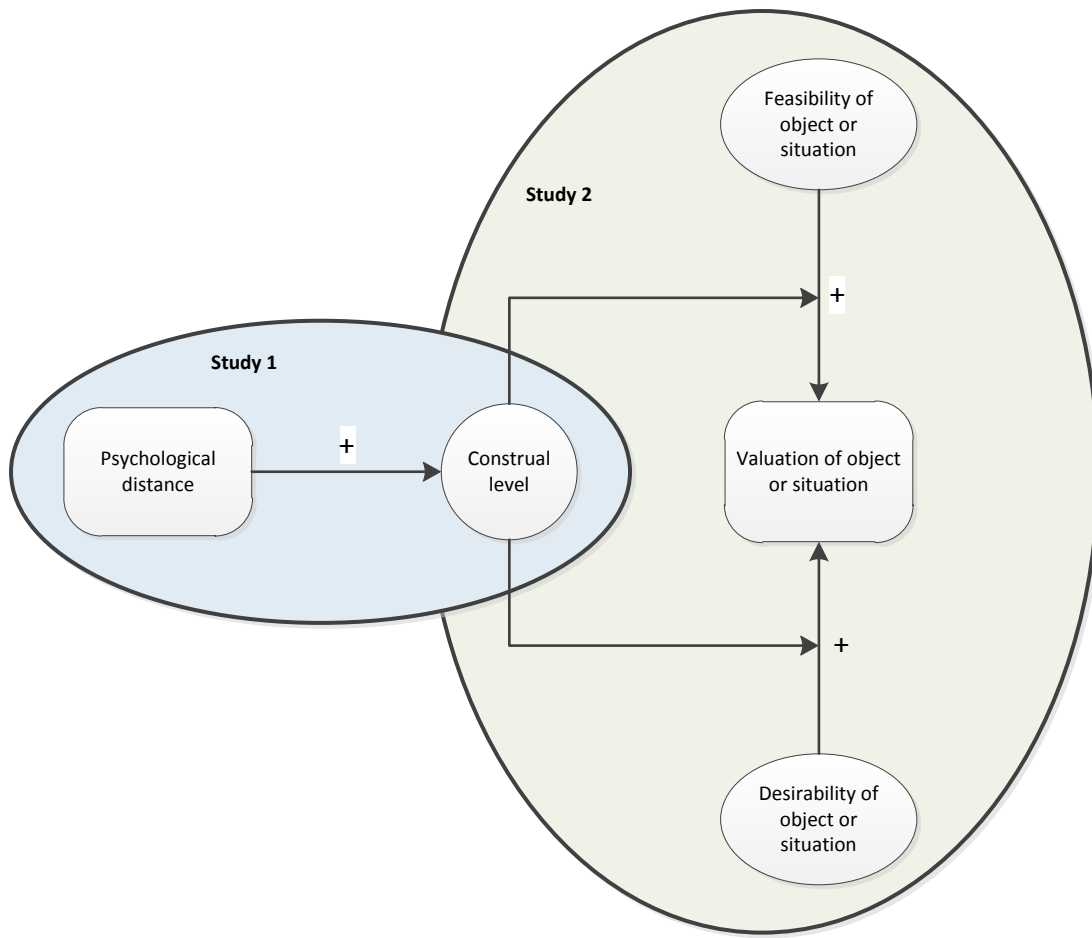 Feasibility of
object or
situation
Study 2
+
Study 1
+
Psychological
distance
Construal
level
Valuation of object
or situation
+
Desirability of
object or
situation